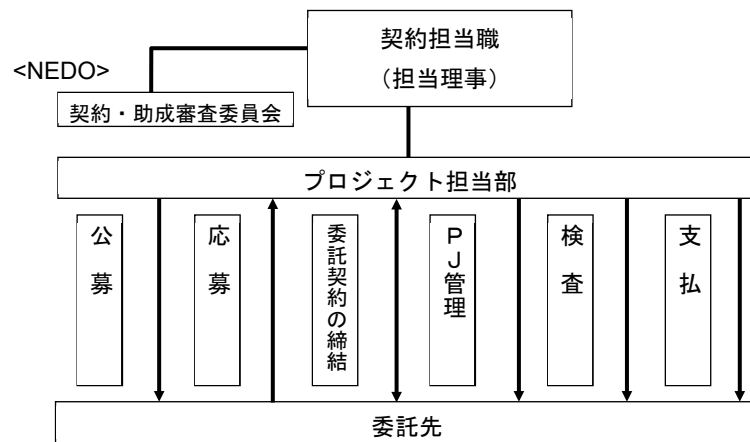 契約担当職
(担当理事)
<NEDO>
契約・助成審査委員会
プロジェクト担当部
公募
応募
委託契約の締結
PJ管理
検査
支払
委託先